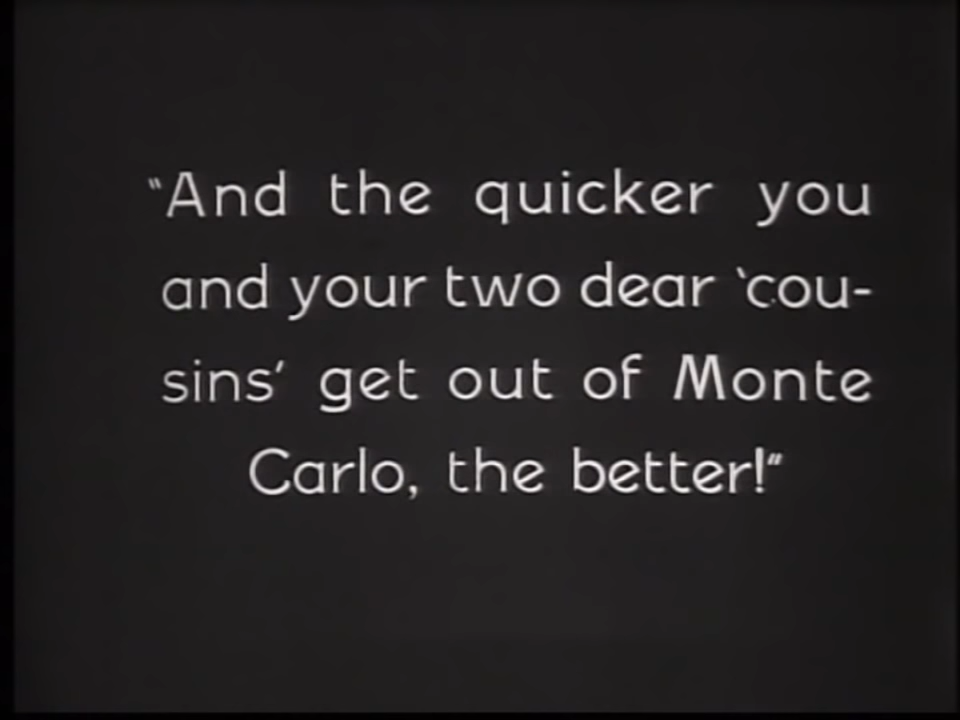 "And the quicker you
and your two dear 'cou-
sins' get out of Monte
Carlo, the better!"